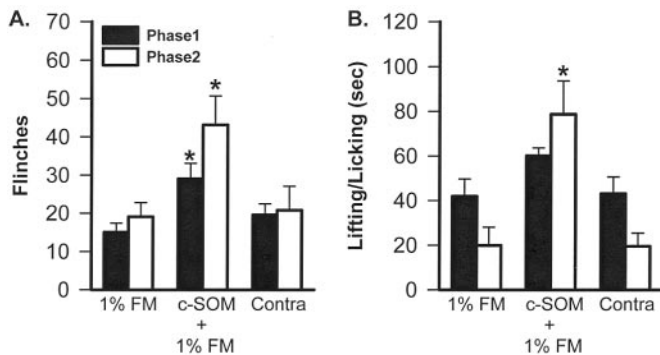 A.
70
60
50
40
30
20
10
0
Flinches
Phase1
Phase2
*
*
1% FM
c-SOM
+
1% FM
Contra
B.
120
100
80
60
40
20
0
Lifting/Licking (sec)
*
1% FM
c-SOM
+
1% FM
Contra